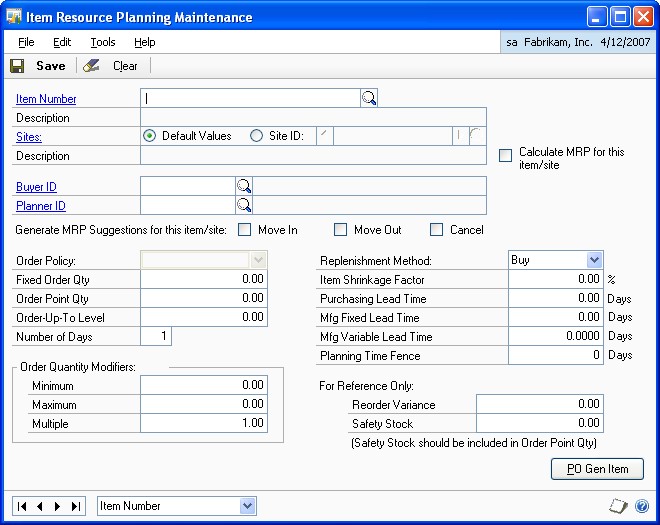 Item Resource Planning Maintenance
File Edit Tools Help sa Fabrikam, Inc. 4/12/2007
Save Clear
Item Number
Description
Sites: Default Values Site ID:
Description
Calculate MRP for this
item/site
Buyer ID
Planner ID
Generate MRP Suggestions for this item/site: Move In Move Out Cancel
Order Policy: Replenishment Method: Buy
Fixed Order Qty 0.00 Item Shrinkage Factor 0.00 %
Order Point Qty 0.00 Purchasing Lead Time 0.00 Days
Order-Up-To Level 0.00 Mfg Fixed Lead Time 0.00 Days
Number of Days 1 Mfg Variable Lead Time 0.0000 Days
Planning Time Fence 0 Days
Order Quantity Modifiers:
Minimum 0.00 For Reference Only:
Maximum 0.00 Reorder Variance 0.00
Multiple 1.00 Safety Stock 0.00
(Safety Stock should be included in Order Point Qty)
PO Gen Item
Item Number